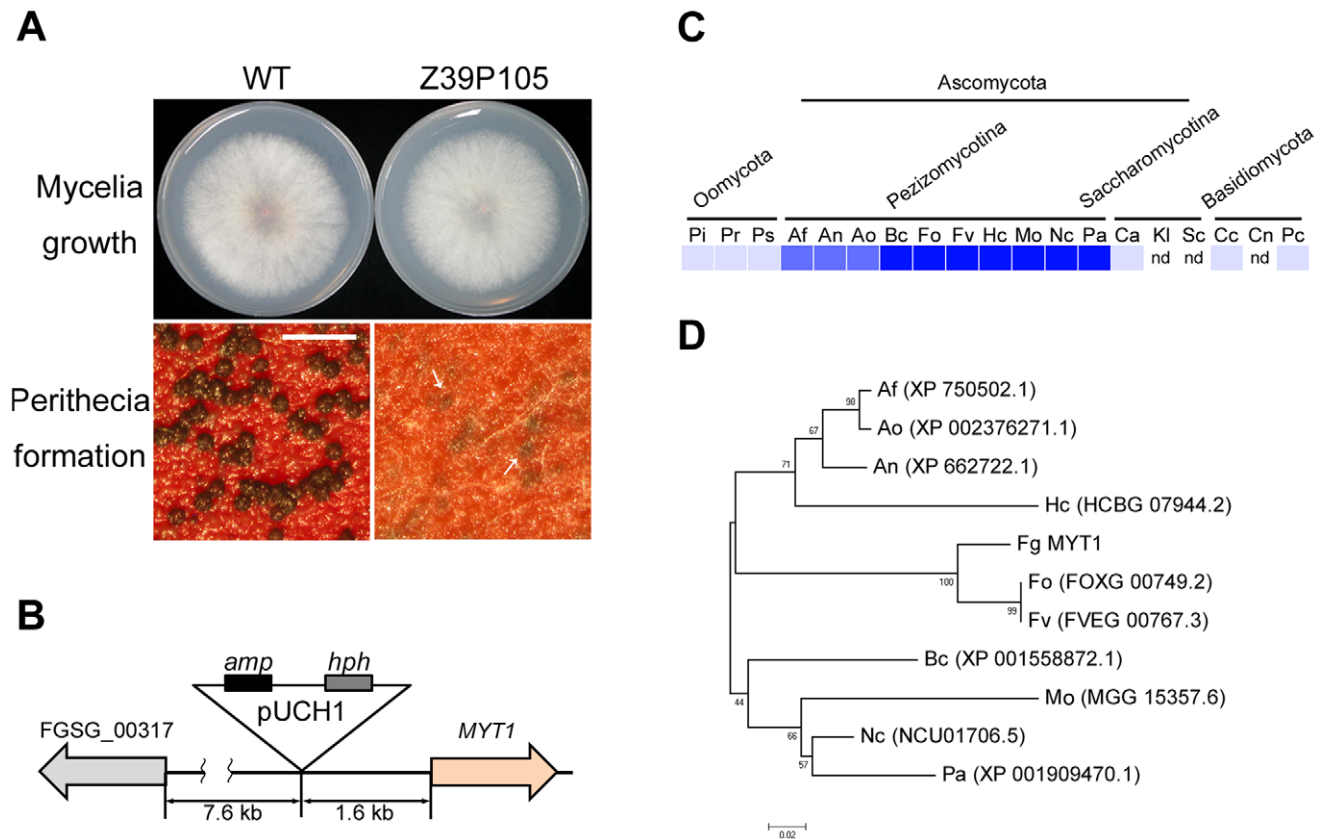 A
WT Z39P105
Mycelia
growth
Perithecia
formation
B
amp hph
pUCH1
FGSG_00317 MYT1
7.6 kb 1.6 kb
C
Ascomycota
Oomycota Pezizomycotina Saccharomycotina Basidiomycota
Pi Pr Ps Af An Ao Bc Fo Fv Hc Mo Nc Pa Ca Kl Sc Cc Cn Pc
nd nd nd
D
Af (XP 750502.1)
98
67
Ao (XP 002376271.1)
An (XP 662722.1)
71
Hc (HCBG 07944.2)
Fg MYT1
100
Fo (FOXG 00749.2)
99
Fv (FVEG 00767.3)
Bc (XP 001558872.1)
44
Mo (MGG 15357.6)
66
Nc (NCU01706.5)
57
Pa (XP 001909470.1)
0.02